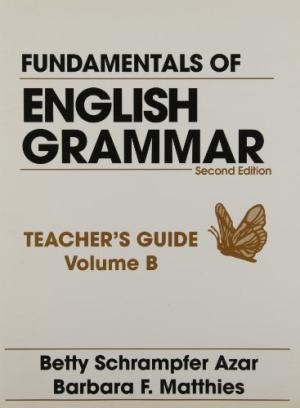 FUNDAMENTALS OF
ENGLISH
GRAMMAR
Second Edition
TEACHER'S GUIDE
Volume B
Betty Schrampfer Azar
Barbara F. Matthies